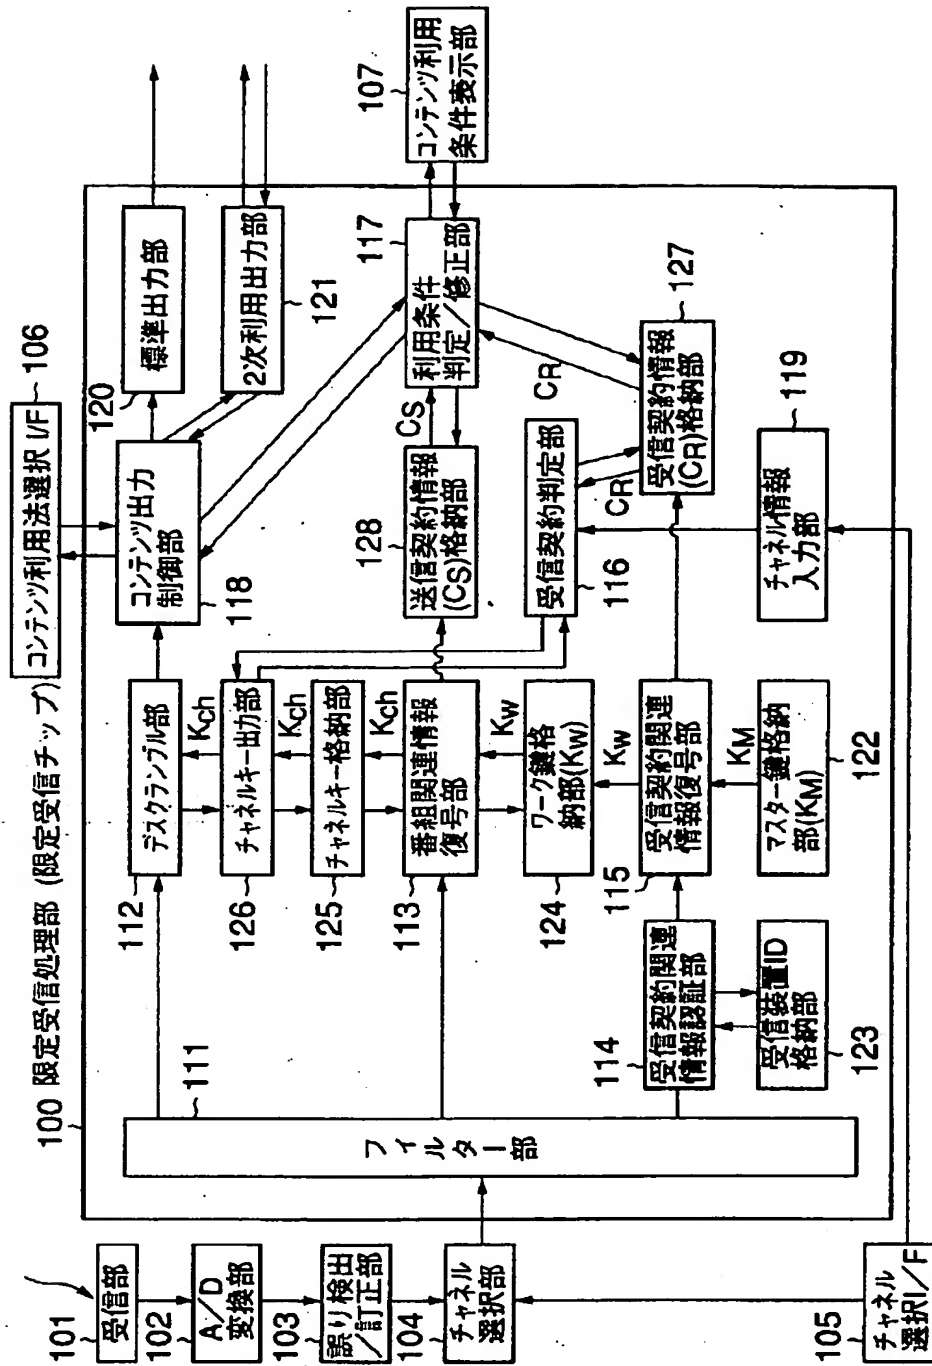 100 限定受信処理部 (限定受信チップ)
101
受信部
102
A/D
変換部
103
誤り検出
/訂正部
104
チャネル
選択部
105
チャネル
選択I/F
111
フィルター部
112
デスクランブル部
Kch
126
チャネルキー出力部
Kch
125
チャネルキー格納部
Kch
113
番組関連情報
復号部
Kw
124
ワーク鍵格
納部(Kw)
Kw
114
受信契約関連
情報認証部
123
受信装置ID
格納部
115
受信契約関連
情報復号部
KM
122
マスター鍵格納
部(KM)
コンテンツ利用法選択 I/F
106
コンテンツ出力
制御部
118
120
標準出力部
121
2次利用出力部
128
送信契約情報
(CS)格納部
CS
117
利用条件
判定/修正部
107
コンテンツ利用
条件表示部
116
受信契約判定部
CR
CR
127
受信契約情報
(CR)格納部
119
チャネル情報
入力部